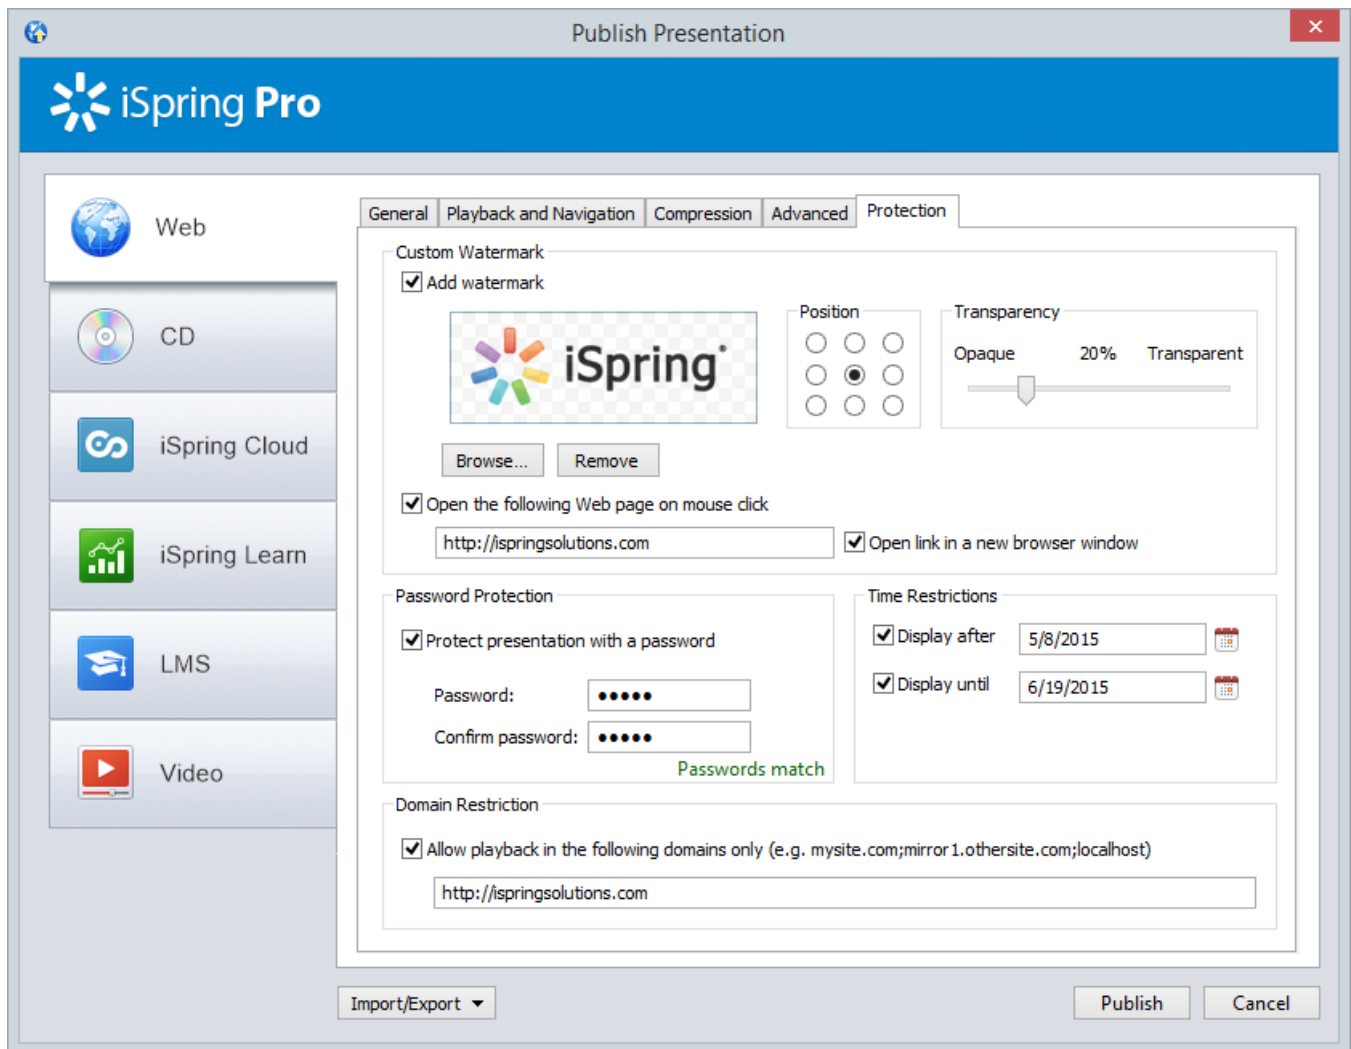 Publish Presentation
iSpring Pro
Web
CD
iSpring Cloud
iSpring Learn
LMS
Video
General Playback and Navigation Compression Advanced Protection
Custom Watermark
Add watermark
iSpring
Position
Transparency
Opaque 20% Transparent
Browse... Remove
Open the following Web page on mouse click
http://ispringsolutions.com
Open link in a new browser window
Password Protection
Protect presentation with a password
Password: •••••
Confirm password: •••••
Passwords match
Time Restrictions
Display after 5/8/2015
Display until 6/19/2015
Domain Restriction
Allow playback in the following domains only (e.g. mysite.com;mirror1.othersite.com;localhost)
http://ispringsolutions.com
Import/Export
Publish Cancel